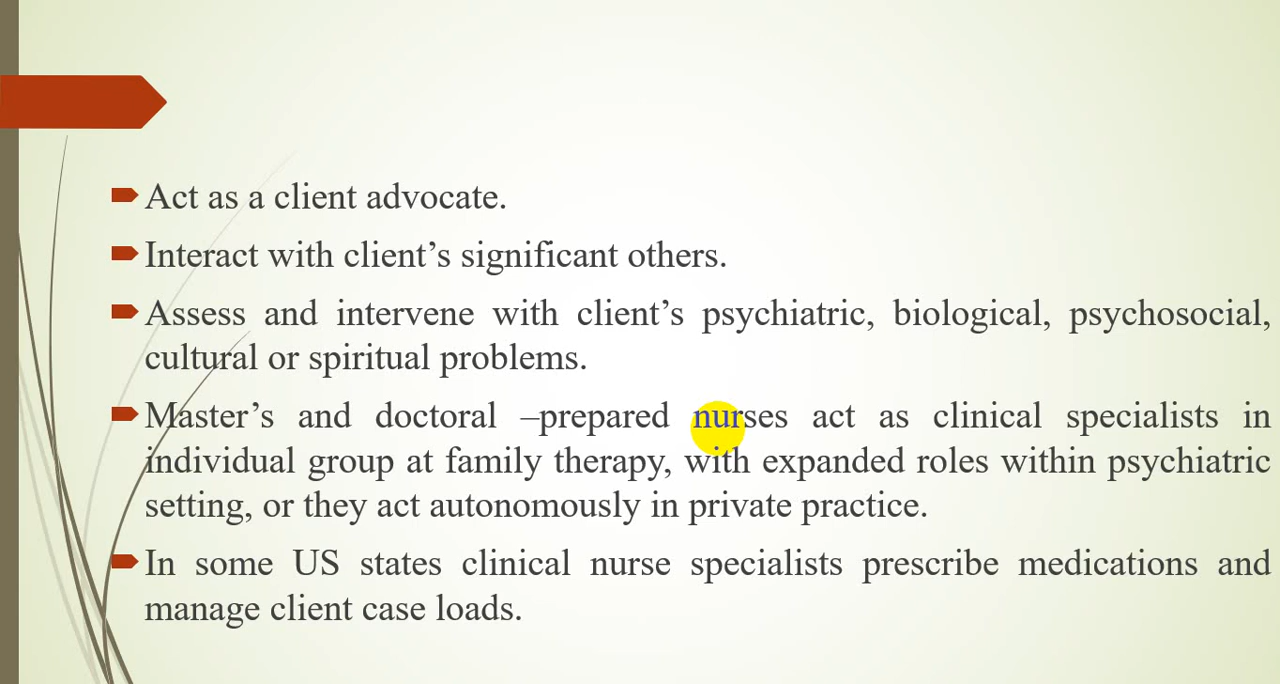 Act as a client advocate.
Interact with client’s significant others.
Assess and intervene with client’s psychiatric, biological, psychosocial,
cultural or spiritual problems.
Master’s and doctoral –prepared nurses act as clinical specialists in
individual group at family therapy, with expanded roles within psychiatric
setting, or they act autonomously in private practice.
In some US states clinical nurse specialists prescribe medications and
manage client case loads.